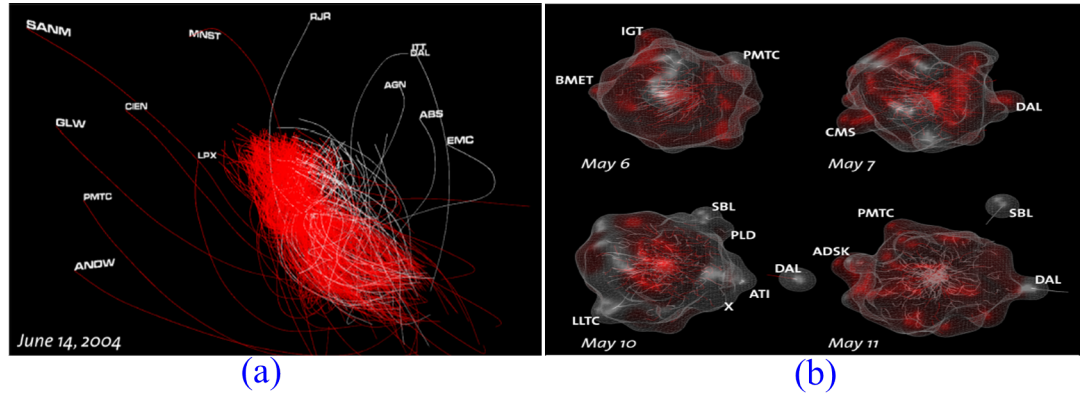 SANM
MNST
RJR
ITT
DAL
AGN
ABS
EMC
CIEN
GLW
LPX
PMTC
ANDW
June 14, 2004
(a)
IGT
PMTC
BMET
May 6
DAL
CMS
May 7
SBL
PLD
DAL
ATI
X
LLTC
May 10
PMTC
SBL
ADSK
DAL
May 11
(b)